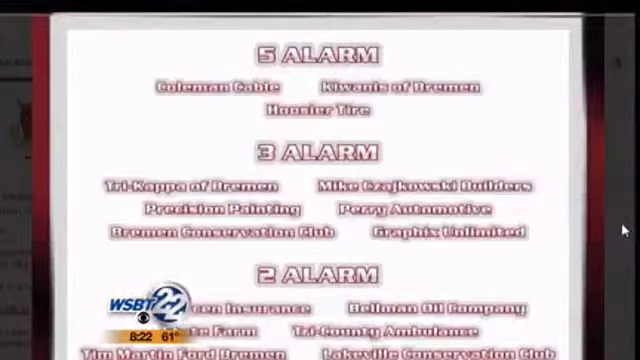 5 ALARM
Coleman Cable Kiwanis of Bremen
Hoosier Tire
3 ALARM
Tri-Kappa of Bremen Mike Czajkowski Builders
Precision Painting Perry Automotive
Bremen Conservation Club Graphix Unlimited
2 ALARM
Insurance Bellman Oil Company
Farm Tri-County Ambulance
Tim Martin Ford Bremen Lakeville Conservation Club
WSBT 22
8:22 61°